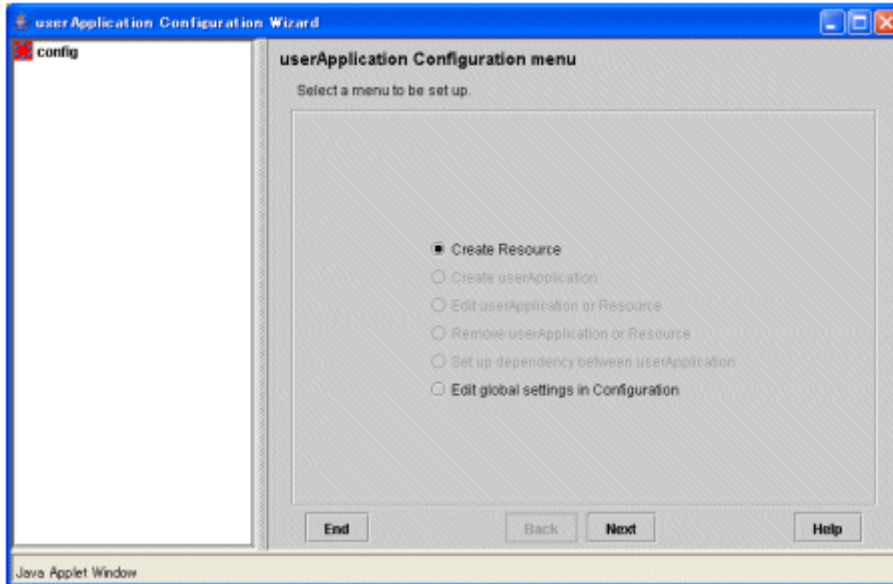 userApplication Configuration Wizard
config
userApplication Configuration menu
Select a menu to be set up.
Create Resource
Create userApplication
Edit userApplication or Resource
Remove userApplication or Resource
Set up dependency between userApplication
Edit global settings in Configuration
End
Back
Next
Help
Java Applet Window